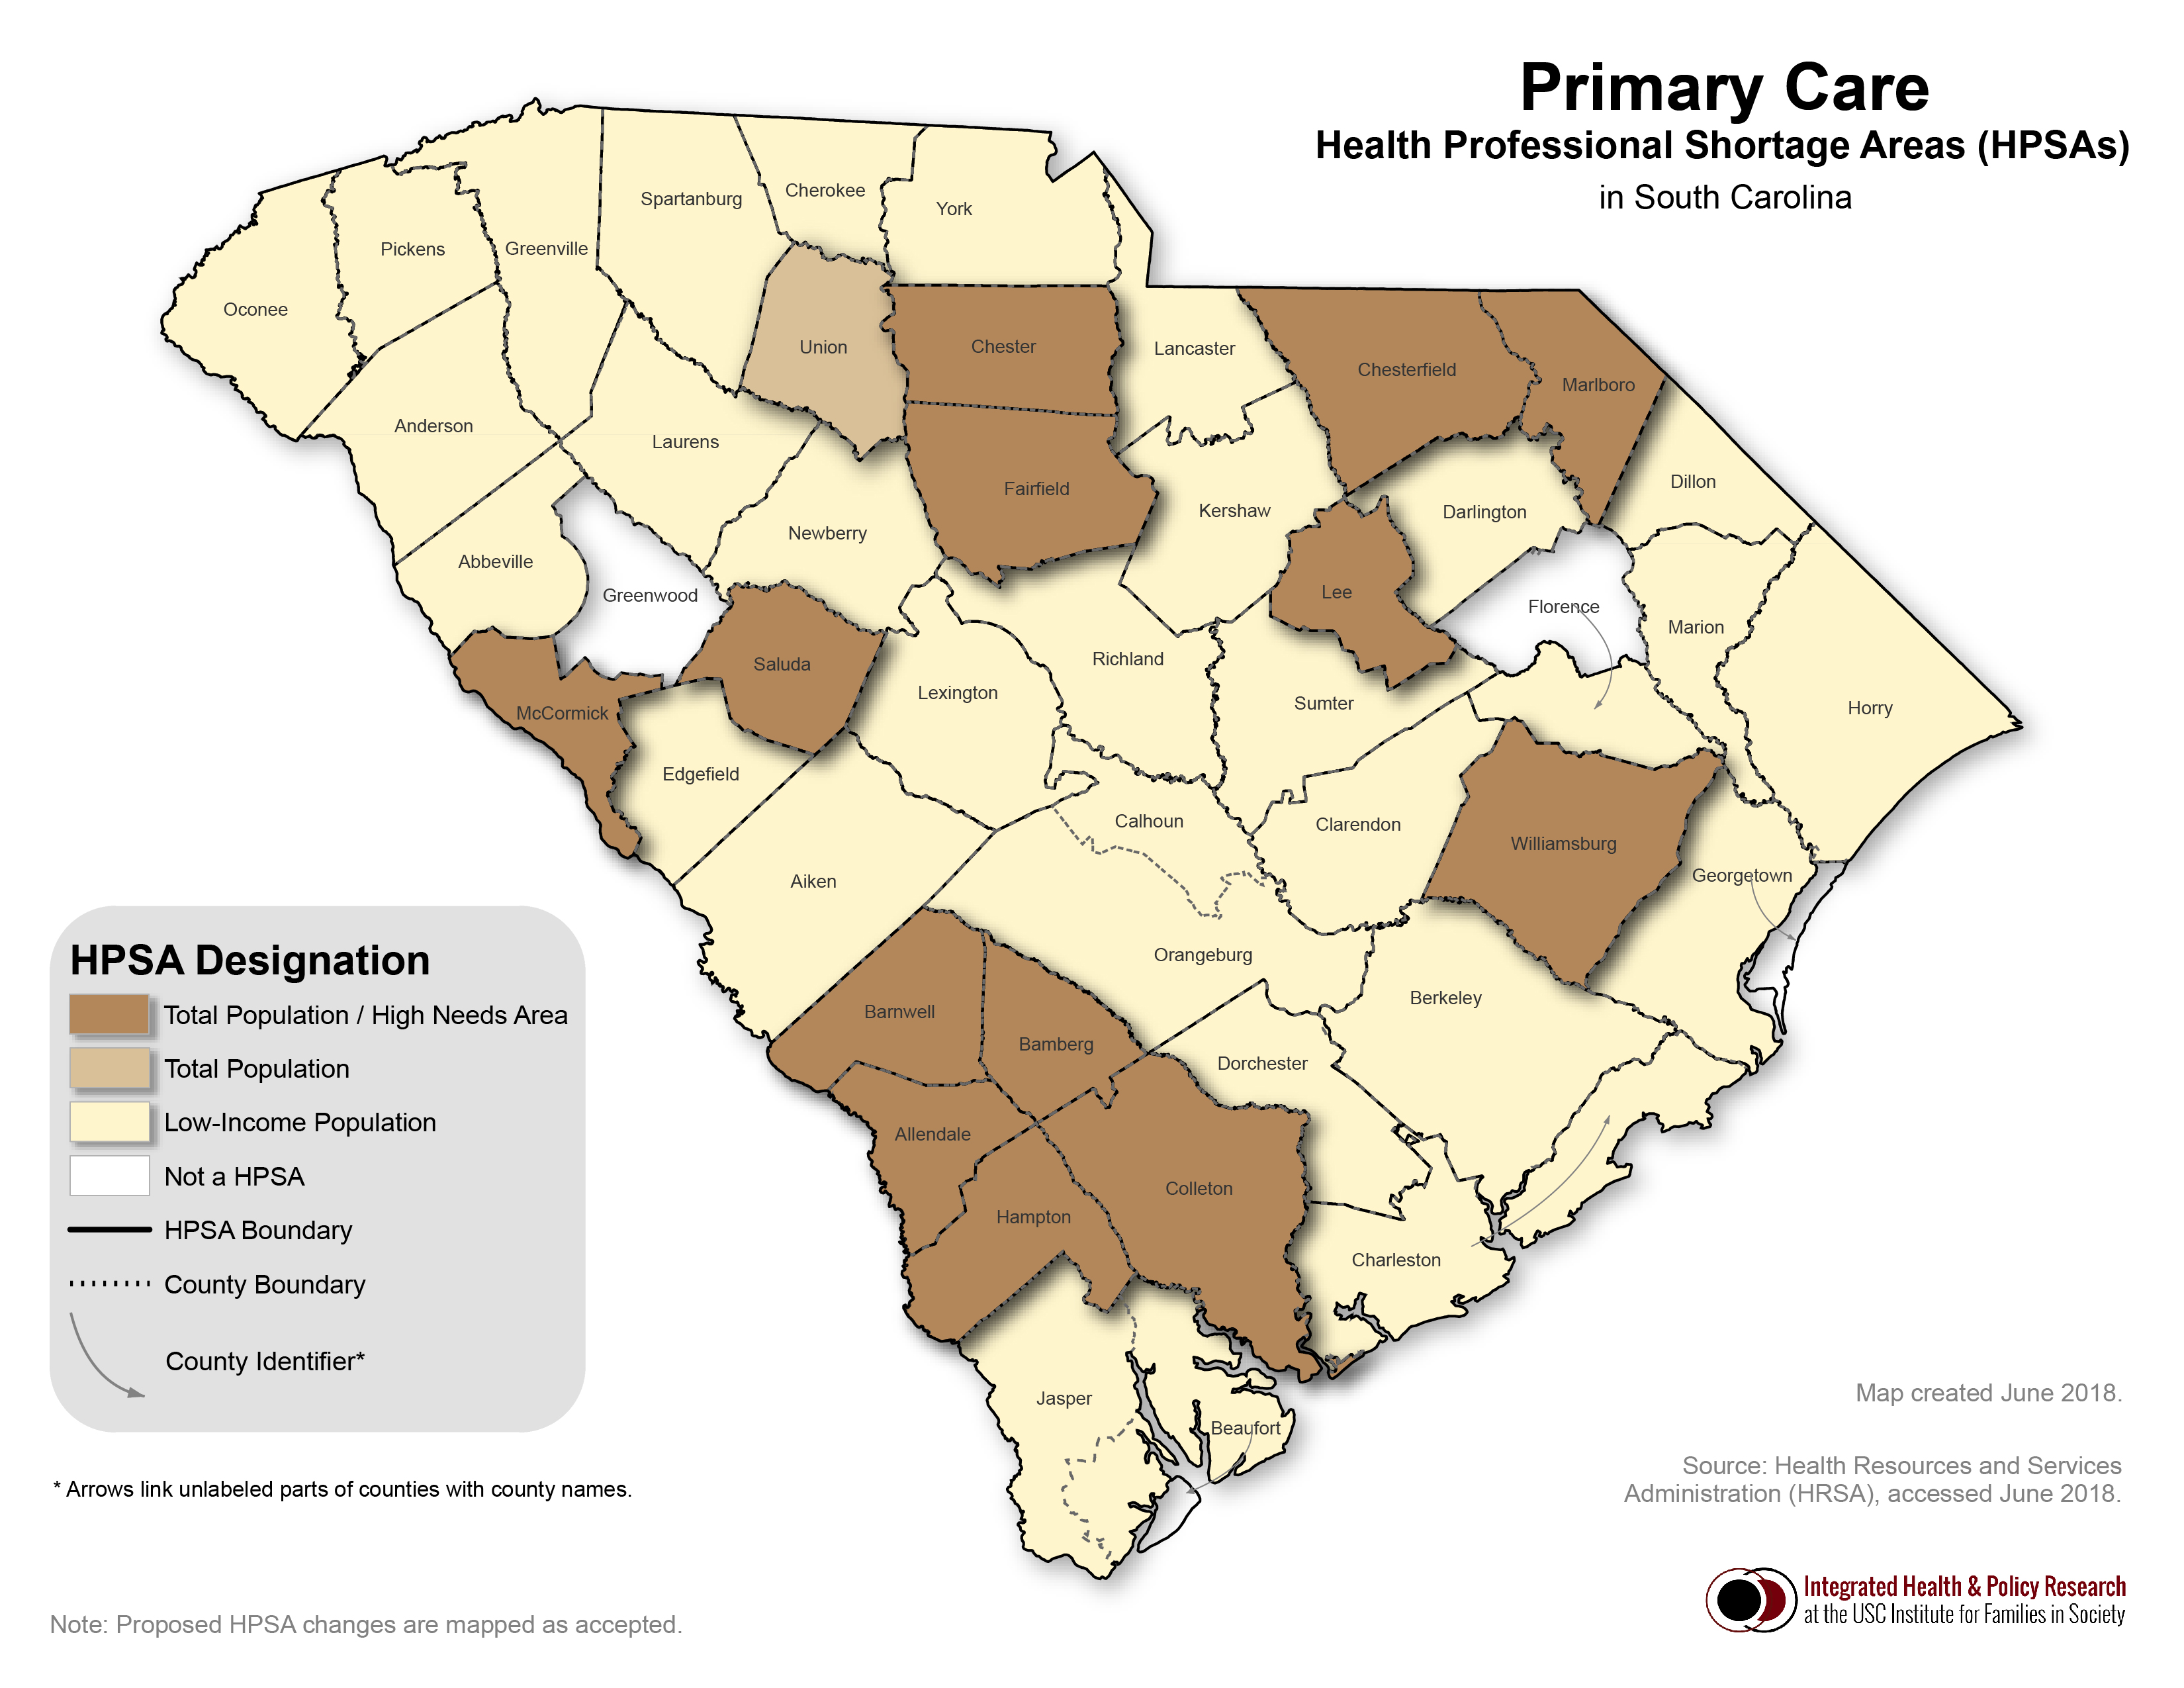 Primary Care
Health Professional Shortage Areas (HPSAs)
in South Carolina
Spartanburg
Cherokee
York
Pickens
Greenville
Oconee
Union
Chester
Lancaster
Chesterfield
Marlboro
Anderson
Laurens
Fairfield
Dillon
Kershaw
Darlington
Newberry
Abbeville
Greenwood
Lee
Florence
Marion
Saluda
Richland
Lexington
Sumter
Horry
McCormick
Edgefield
Calhoun
Clarendon
Williamsburg
Georgetown
Aiken
Orangeburg
Berkeley
Barnwell
Bamberg
Dorchester
Allendale
Colleton
Hampton
Charleston
Jasper
Beaufort
HPSA Designation
Total Population / High Needs Area
Total Population
Low-Income Population
Not a HPSA
HPSA Boundary
County Boundary
County Identifier*
* Arrows link unlabeled parts of counties with county names.
Note: Proposed HPSA changes are mapped as accepted.
Map created June 2018.
Source: Health Resources and Services
Administration (HRSA), accessed June 2018.
Integrated Health & Policy Research
at the USC Institute for Families in Society